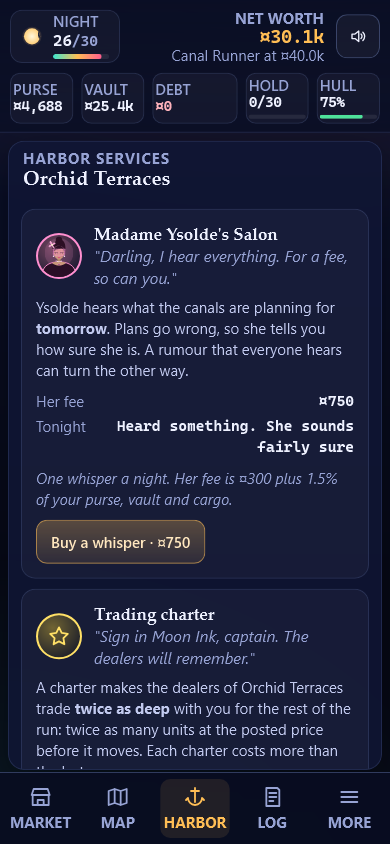 NIGHT
26/30
NET WORTH
¤30.1k
Canal Runner at ¤40.0k
PURSE
¤4,688
VAULT
¤25.4k
DEBT
¤0
HOLD
0/30
HULL
75%
HARBOR SERVICES
Orchid Terraces
Madame Ysolde's Salon
"Darling, I hear everything. For a fee,
so can you."
Ysolde hears what the canals are planning for
tomorrow. Plans go wrong, so she tells you
how sure she is. A rumour that everyone hears
can turn the other way.
Her fee ¤750
Tonight Heard something. She sounds
fairly sure
One whisper a night. Her fee is ¤300 plus 1.5%
of your purse, vault and cargo.
Buy a whisper · ¤750
Trading charter
"Sign in Moon Ink, captain. The
dealers will remember."
A charter makes the dealers of Orchid Terraces
trade twice as deep with you for the rest of the
run: twice as many units at the posted price
before it moves. Each charter costs more than
MARKET
MAP
HARBOR
LOG
MORE